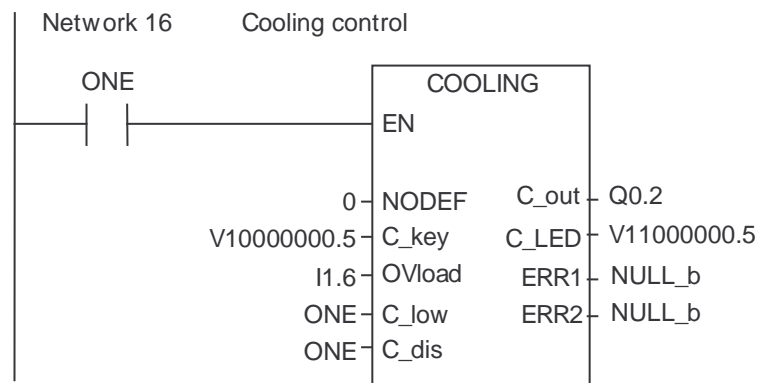 Network 16 Cooling control
ONE COOLING
EN
0 NODEF C_out Q0.2
V10000000.5 C_key C_LED V11000000.5
I1.6 OVload ERR1 NULL_b
ONE C_low ERR2 NULL_b
ONE C_dis